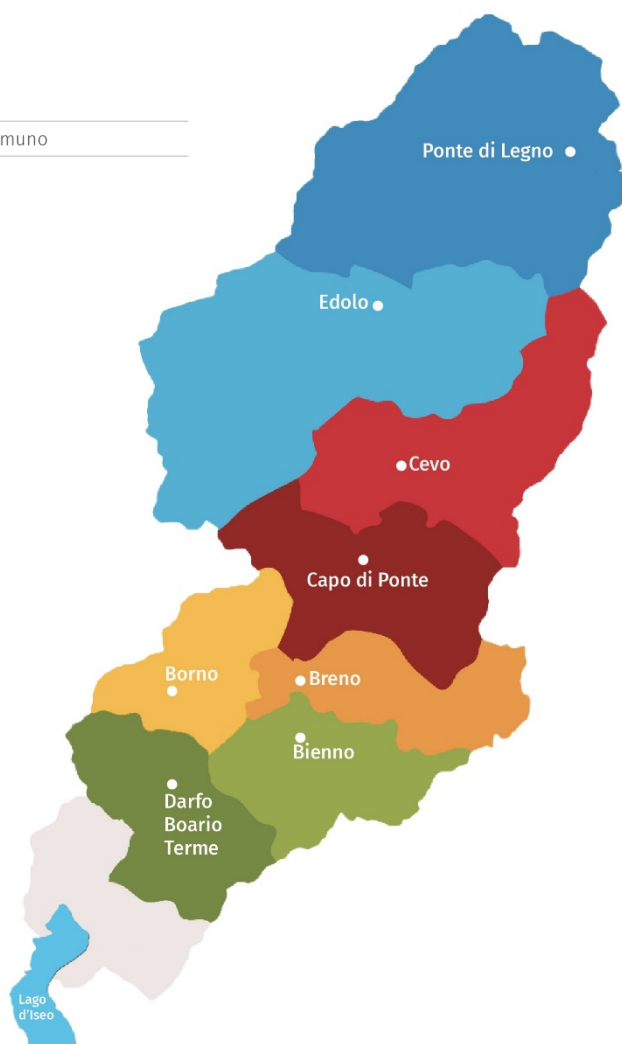 muno
Ponte di Legno
Edolo
Cevo
Capo di Ponte
Borno
Breno
Bienno
Darfo
Boario
Terme
Lago
d'Iseo